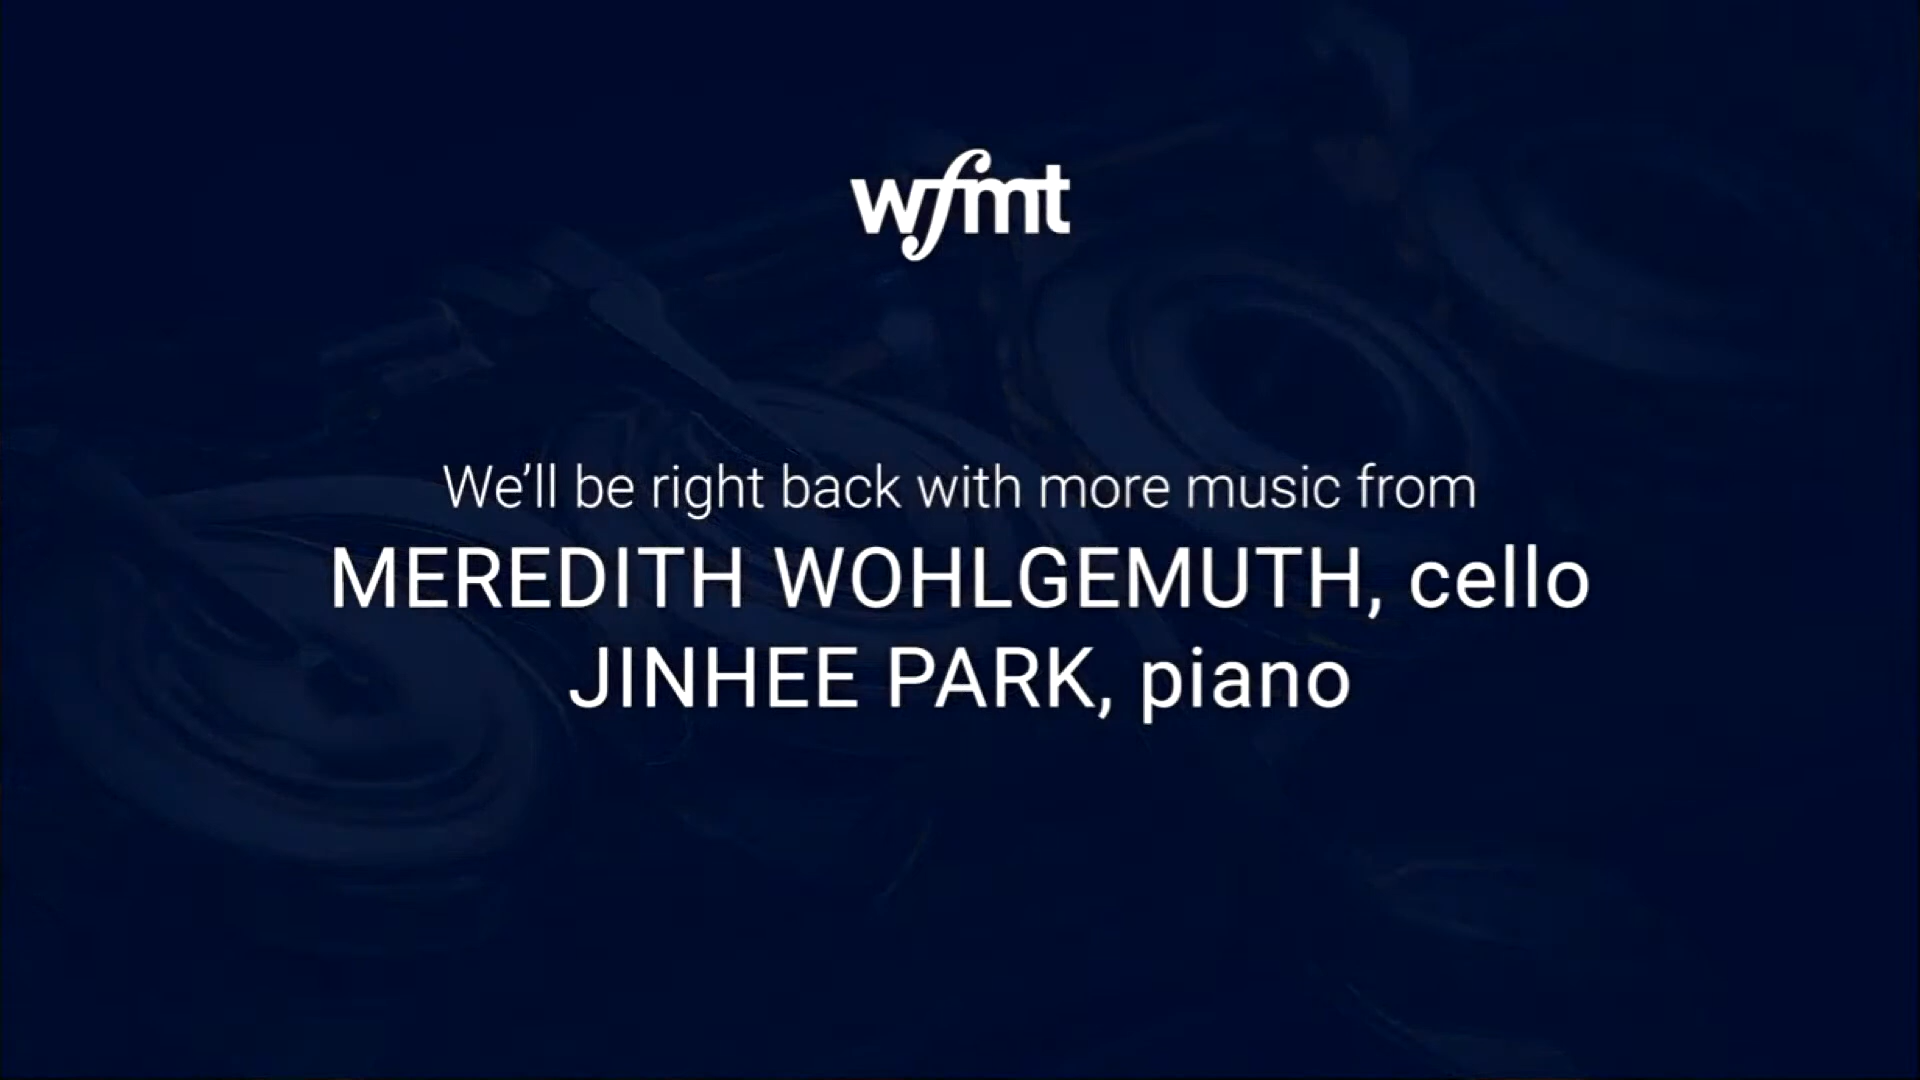 wfmt
We’ll be right back with more music from
MEREDITH WOHLGEMUTH, cello
JINHEE PARK, piano